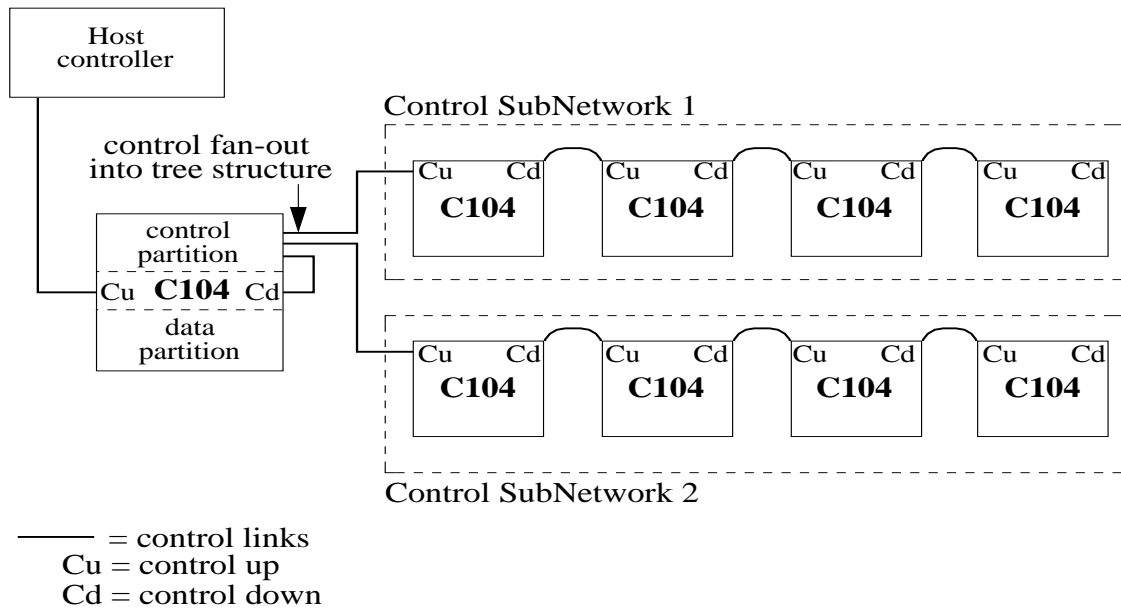 Host
controller
Control SubNetwork 1
control fan-out
into tree structure
Cu Cd
C104
Cu Cd
C104
Cu Cd
C104
Cu Cd
C104
control
partition
Cu C104 Cd
data
partition
Cu Cd
C104
Cu Cd
C104
Cu Cd
C104
Cu Cd
C104
Control SubNetwork 2
= control links
Cu = control up
Cd = control down